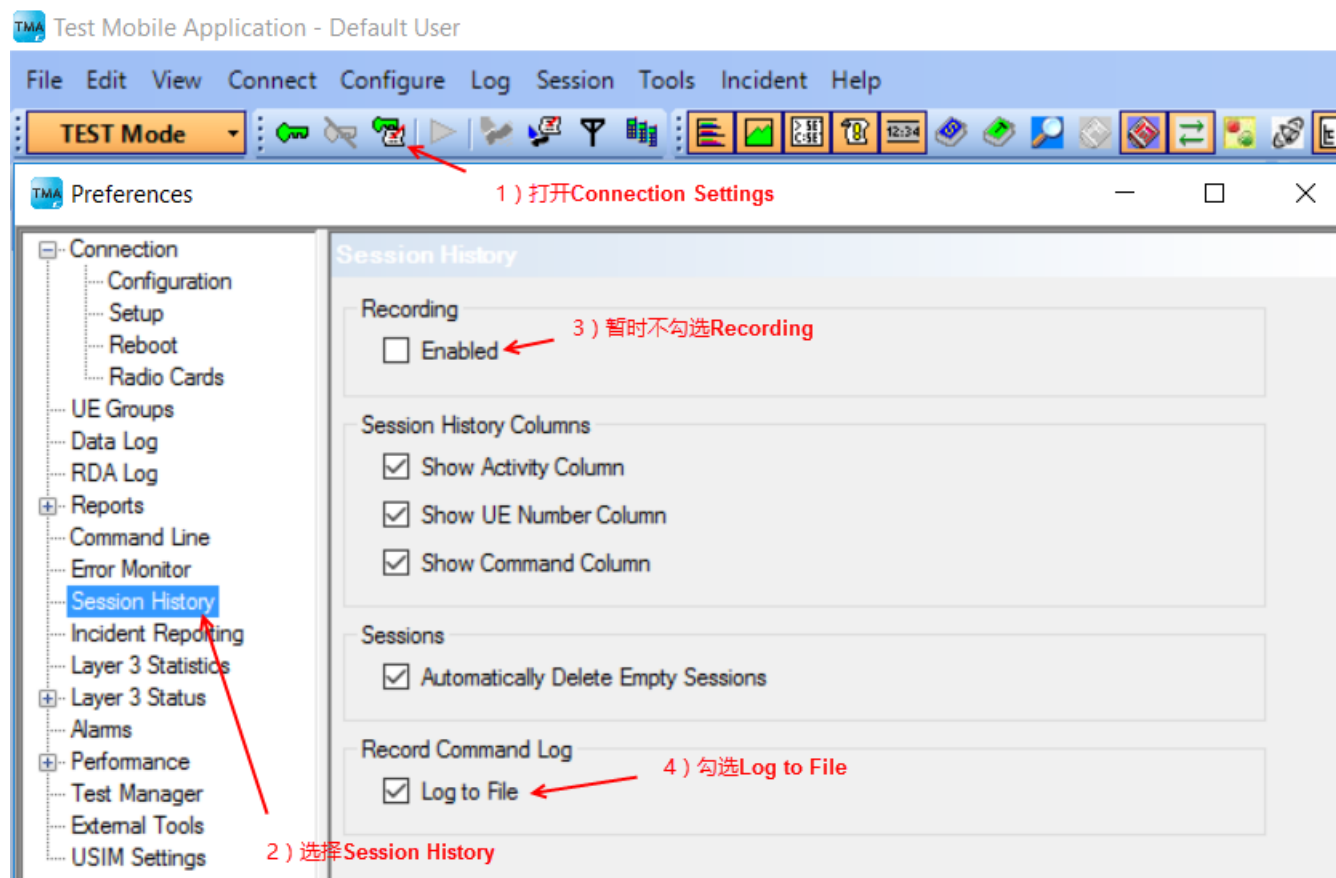 TMA Test Mobile Application - Default User
File Edit View Connect Configure Log Session Tools Incident Help
TEST Mode
12:34
1）打开Connection Settings
TMA Preferences
Connection
Configuration
Setup
Reboot
Radio Cards
UE Groups
Data Log
RDA Log
Reports
Command Line
Error Monitor
Session History
Incident Reporting
Layer 3 Statistics
Layer 3 Status
Alarms
Performance
Test Manager
External Tools
USIM Settings
2）选择Session History
Session History
Recording
Enabled
3）暂时不勾选Recording
Session History Columns
Show Activity Column
Show UE Number Column
Show Command Column
Sessions
Automatically Delete Empty Sessions
Record Command Log
Log to File
4）勾选Log to File